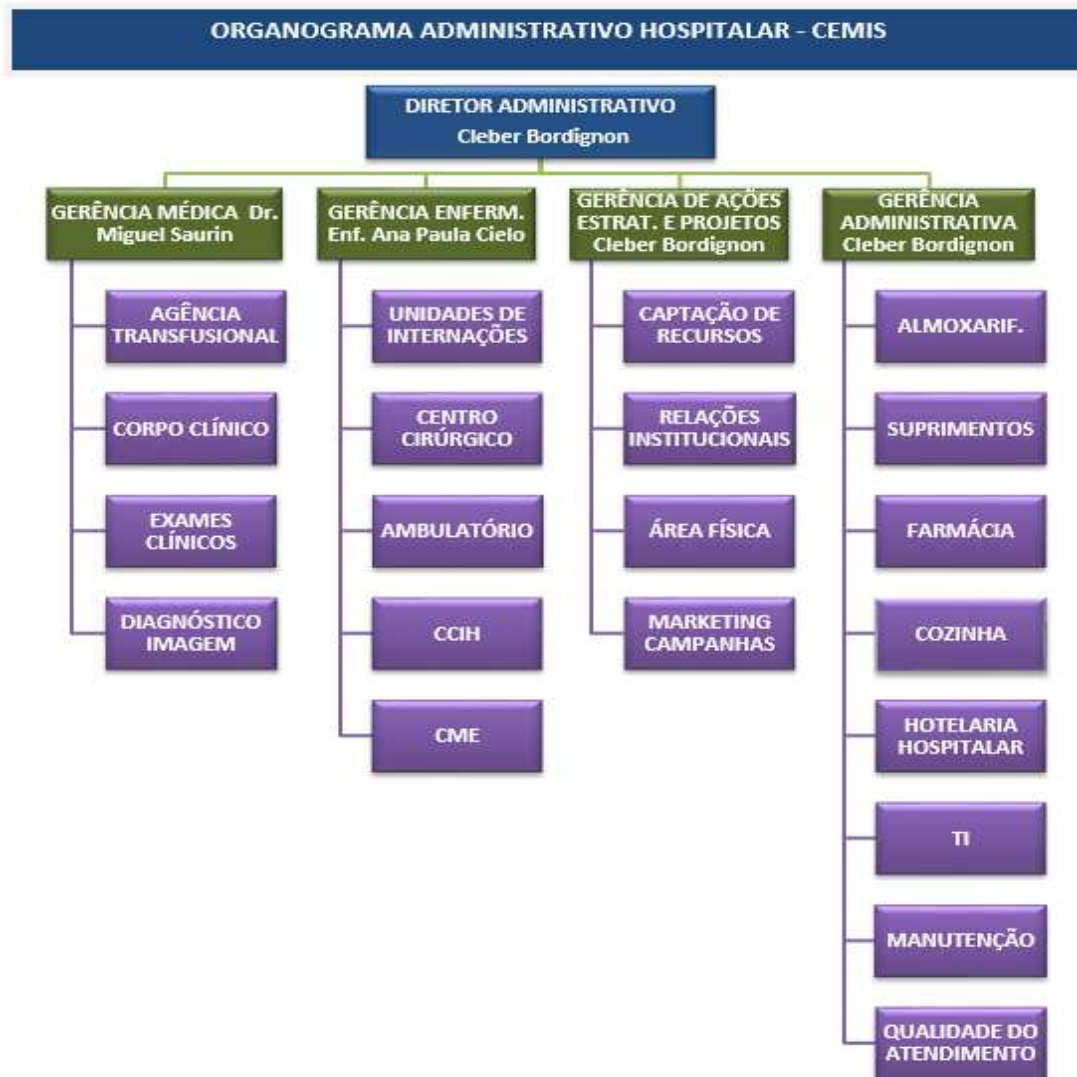 ORGANOGRAMA ADMINISTRATIVO HOSPITALAR - CEMIS
DIRETOR ADMINISTRATIVO
Cleber Bordignon
GERÊNCIA MÉDICA Dr.
Miguel Saurin
AGÊNCIA
TRANSFUSIONAL
CORPO CLÍNICO
EXAMES
CLÍNICOS
DIAGNÓSTICO
IMAGEM
GERÊNCIA ENFERM.
Enf. Ana Paula Cielo
UNIDADES DE
INTERNAÇÕES
CENTRO
CIRÚRGICO
AMBULATÓRIO
CCIH
CME
GERÊNCIA DE AÇÕES
ESTRAT. E PROJETOS
Cleber Bordignon
CAPTAÇÃO DE
RECURSOS
RELAÇÕES
INSTITUCIONAIS
ÁREA FÍSICA
MARKETING
CAMPANHAS
GERÊNCIA
ADMINISTRATIVA
Cleber Bordignon
ALMOXARIF.
SUPRIMENTOS
FARMÁCIA
COZINHA
HOTELARIA
HOSPITALAR
TI
MANUTENÇÃO
QUALIDADE DO
ATENDIMENTO